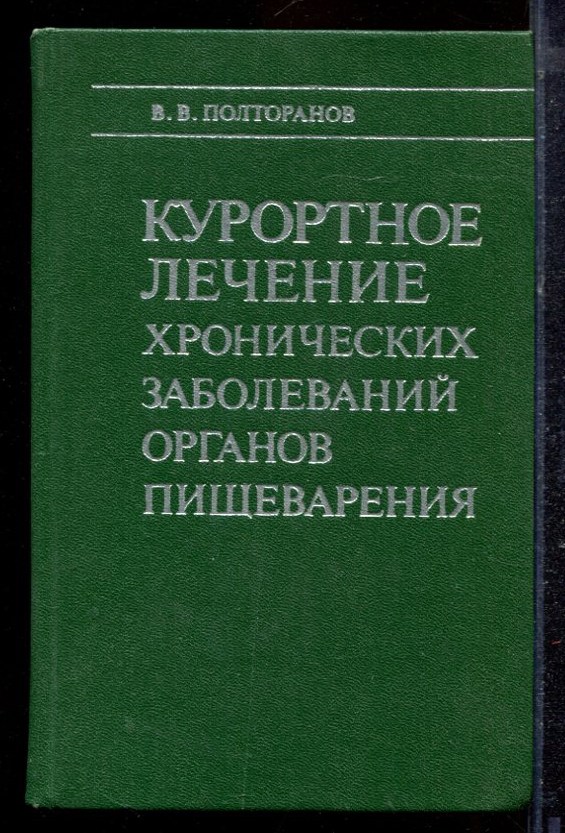 В. В. ПОЛТОРАНОВ
КУРОРТНОЕ
ЛЕЧЕНИЕ
ХРОНИЧЕСКИХ
ЗАБОЛЕВАНИЙ
ОРГАНОВ
ПИЩЕВАРЕНИЯ